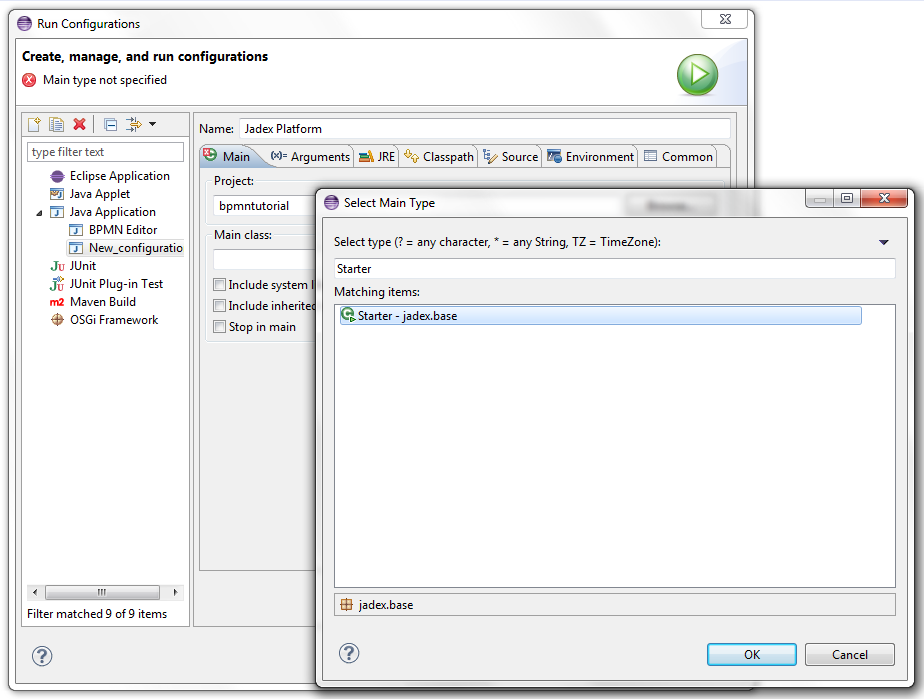 Run Configurations
Create, manage, and run configurations
Main type not specified
type filter text
Eclipse Application
Java Applet
Java Application
BPMN Editor
New_configuratio
JUnit
JUnit Plug-in Test
Maven Build
OSGi Framework
Filter matched 9 of 9 items
Name: Jadex Platform
Main (x)= Arguments JRE Classpath Source Environment Common
Project:
bpmntutorial
Main class:
Include system l
Include inherited
Stop in main
Select Main Type
Select type (? = any character, * = any String, TZ = TimeZone):
Starter
Matching items:
Starter - jadex.base
jadex.base
OK Cancel